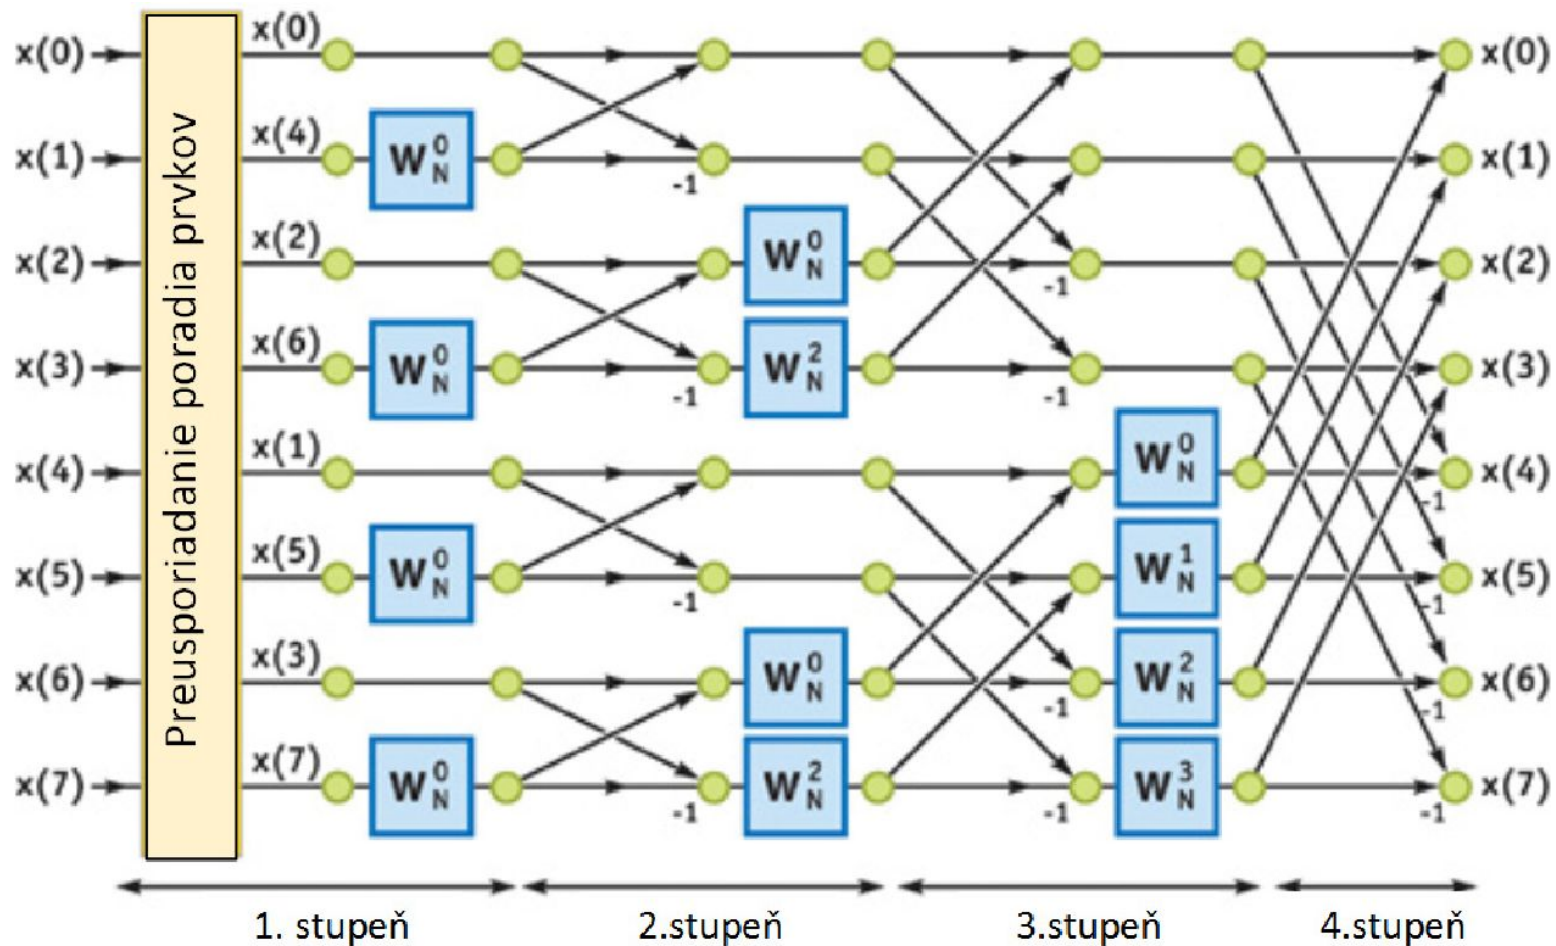 x(0)
x(0)
x(0)
x(4)
x(1)
W 0 N
x(1)
-1
x(2)
x(2)
W 0 N
x(2)
-1
x(6)
x(3)
W 0 N
W 2 N
x(3)
-1
-1
x(1)
x(4)
W 0 N
x(4)
-1
x(5)
x(5)
W 0 N
W 1 N
x(5)
-1
-1
x(3)
x(6)
W 0 N
W 2 N
x(6)
-1
-1
x(7)
x(7)
W 0 N
W 2 N
W 3 N
x(7)
-1
-1
-1
Preusporiadanie poradia prvkov
1. stupeň
2.stupeň
3.stupeň
4.stupeň